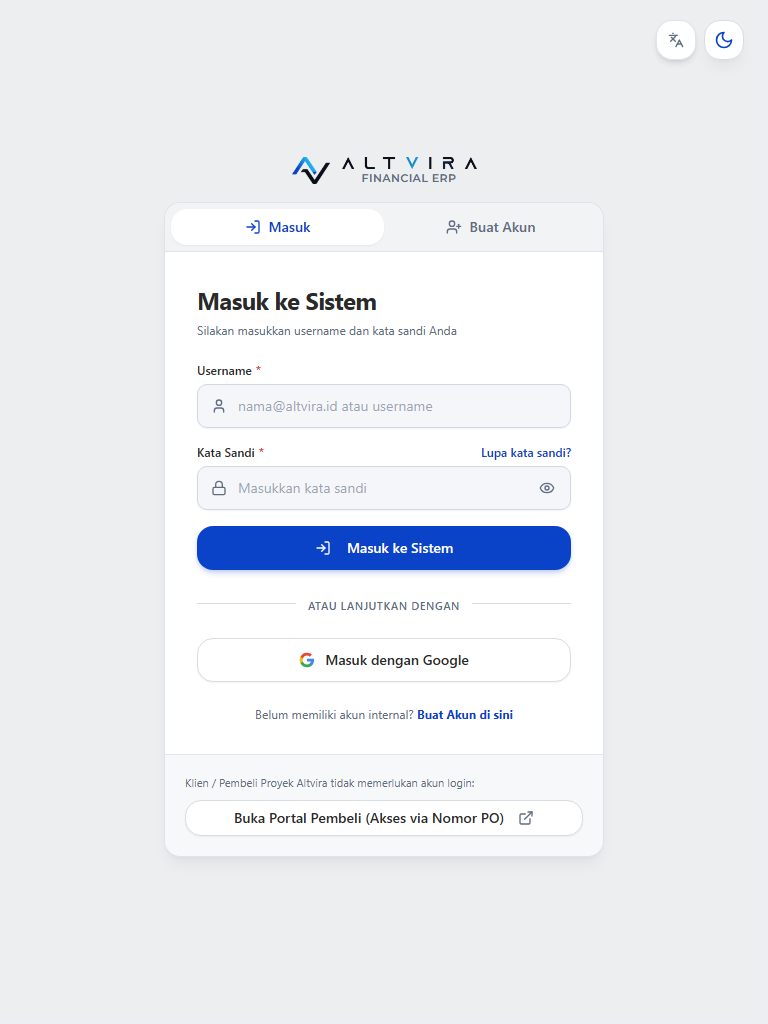 ALTVIRA
FINANCIAL ERP
Masuk
Buat Akun
Masuk ke Sistem
Silakan masukkan username dan kata sandi Anda
Username *
nama@altvira.id atau username
Kata Sandi *
Lupa kata sandi?
Masukkan kata sandi
Masuk ke Sistem
ATAU LANJUTKAN DENGAN
Masuk dengan Google
Belum memiliki akun internal? Buat Akun di sini
Klien / Pembeli Proyek Altvira tidak memerlukan akun login:
Buka Portal Pembeli (Akses via Nomor PO)